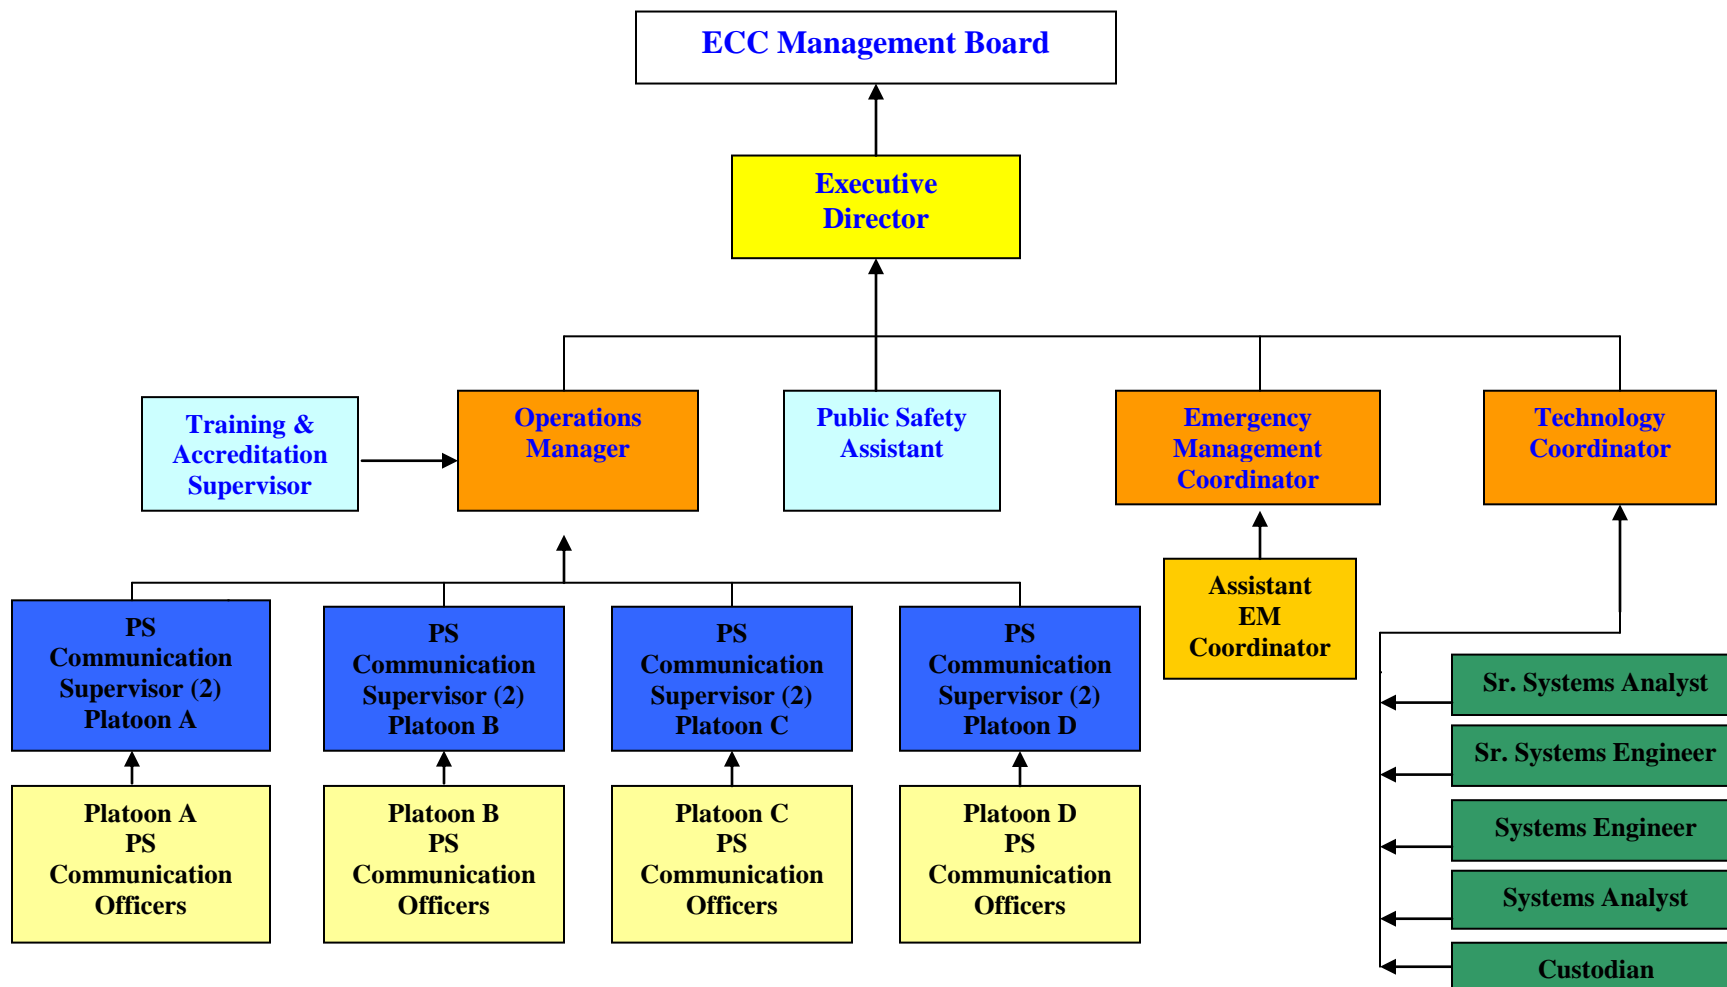 ECC Management Board
Executive
Director
Training &
Accreditation
Supervisor
Operations
Manager
Public Safety
Assistant
Emergency
Management
Coordinator
Technology
Coordinator
PS
Communication
Supervisor (2)
Platoon A
PS
Communication
Supervisor (2)
Platoon B
PS
Communication
Supervisor (2)
Platoon C
PS
Communication
Supervisor (2)
Platoon D
Assistant
EM
Coordinator
Sr. Systems Analyst
Sr. Systems Engineer
Systems Engineer
Systems Analyst
Custodian
Platoon A
PS
Communication
Officers
Platoon B
PS
Communication
Officers
Platoon C
PS
Communication
Officers
Platoon D
PS
Communication
Officers